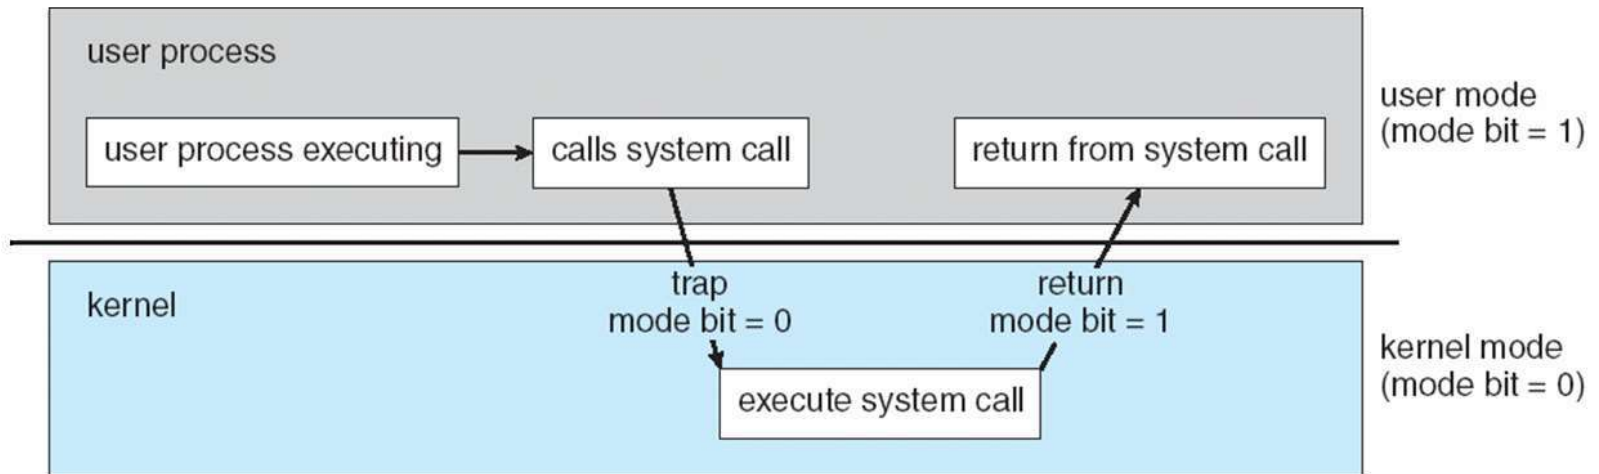 user process
user process executing
calls system call
return from system call
user mode
(mode bit = 1)
trap
mode bit = 0
return
mode bit = 1
kernel
execute system call
kernel mode
(mode bit = 0)